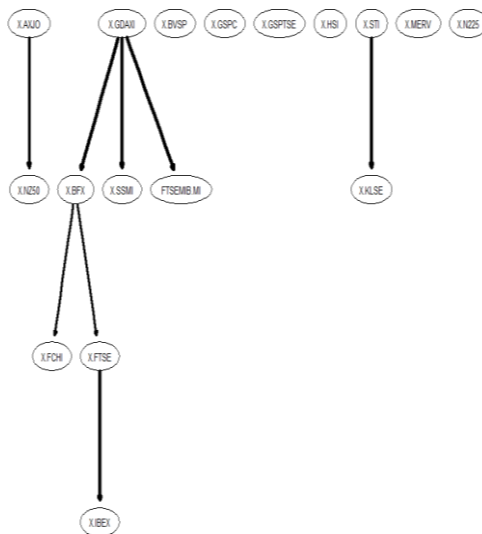 X.AXJO X.GDAXI X.BVSP X.GSPC X.GSPTSE X.HSI X.STI X.MERV X.N225
X.NZ50 X.BFX X.SSMI FTSEMIB.MI X.KLSE
X.FCHI X.FTSE
X.IBEX